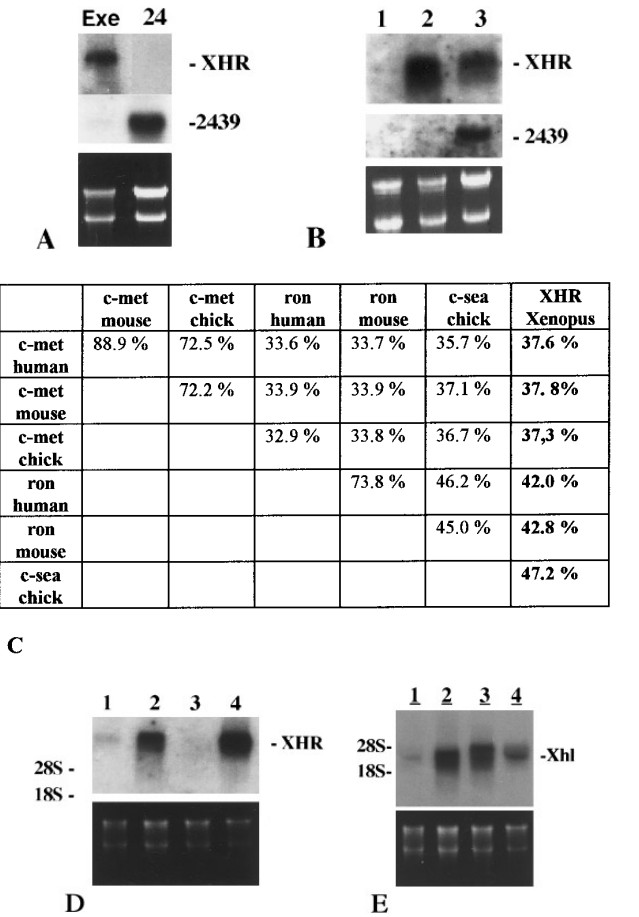 Exe 24
- XHR
-2439
A
1 2 3
- XHR
- 2439
B
c-met mouse c-met chick ron human ron mouse c-sea chick XHR Xenopus
c-met human 88.9 % 72.5 % 33.6 % 33.7 % 35.7 % 37.6 %
c-met mouse 72.2 % 33.9 % 33.9 % 37.1 % 37. 8%
c-met chick 32.9 % 33.8 % 36.7 % 37,3 %
ron human 73.8 % 46.2 % 42.0 %
ron mouse 45.0 % 42.8 %
c-sea chick 47.2 %
C
1 2 3 4
- XHR
28S -
18S -
D
1 2 3 4
28S-
18S-
-Xhl
E